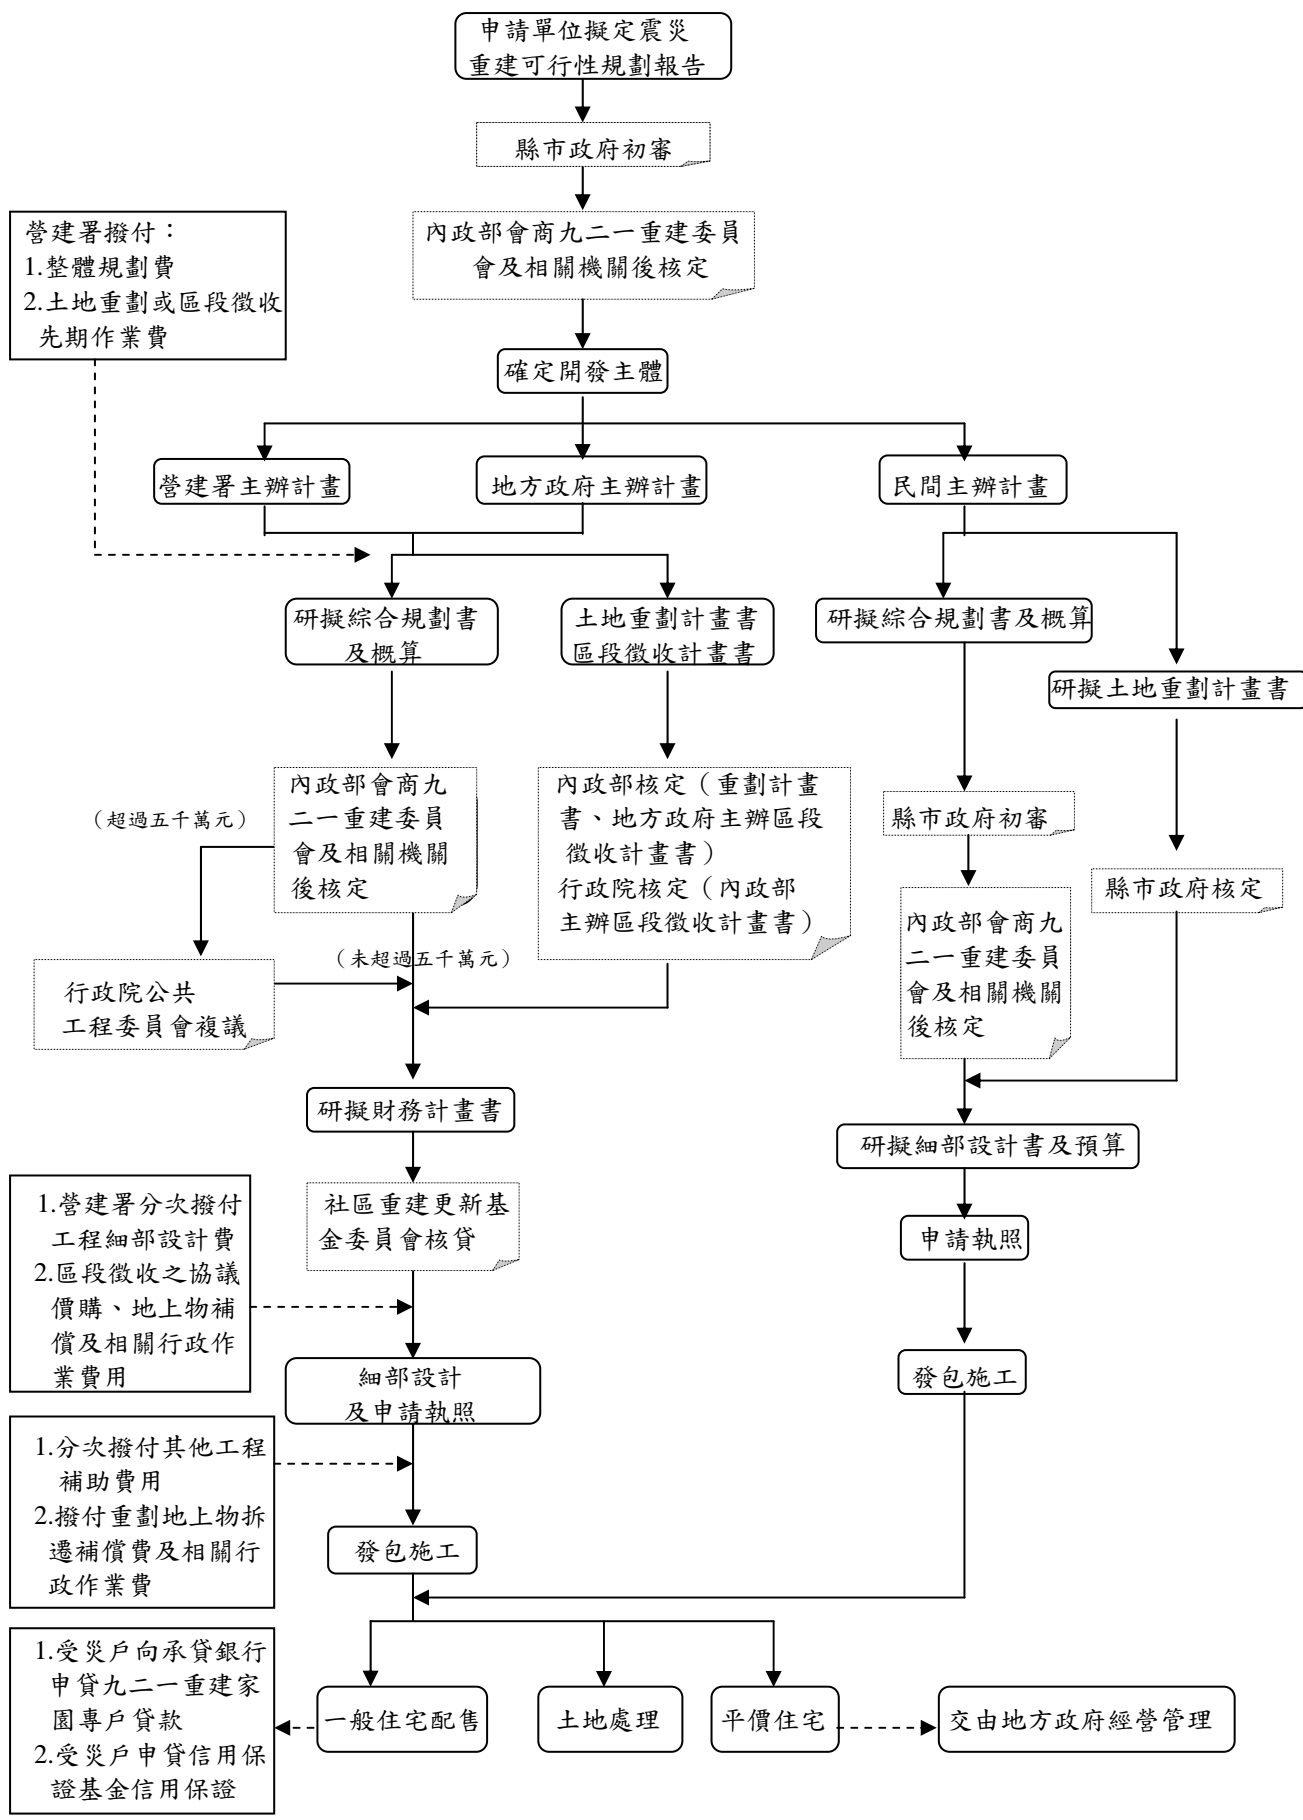 申請單位擬定震災
重建可行性規劃報告
縣市政府初審
內政部會商九二一重建委員
會及相關機關後核定
營建署撥付：
1.整體規劃費
2.土地重劃或區段徵收
先期作業費
確定開發主體
營建署主辦計畫
地方政府主辦計畫
民間主辦計畫
研擬綜合規劃書
及概算
土地重劃計畫書
區段徵收計畫書
研擬綜合規劃書及概算
研擬土地重劃計畫書
（超過五千萬元）
內政部會商九
二一重建委員
會及相關機關
後核定
內政部核定（重劃計畫
書、地方政府主辦區段
徵收計畫書）
行政院核定（內政部
主辦區段徵收計畫書）
縣市政府初審
縣市政府核定
內政部會商九
二一重建委員
會及相關機關
後核定
（未超過五千萬元）
行政院公共
工程委員會複議
研擬財務計畫書
研擬細部設計書及預算
1.營建署分次撥付
工程細部設計費
2.區段徵收之協議
價購、地上物補
償及相關行政作
業費用
社區重建更新基
金委員會核貸
申請執照
細部設計
及申請執照
發包施工
1.分次撥付其他工程
補助費用
2.撥付重劃地上物拆
遷補償費及相關行
政作業費
發包施工
1.受災戶向承貸銀行
申貸九二一重建家
園專戶貸款
2.受災戶申貸信用保
證基金信用保證
一般住宅配售
土地處理
平價住宅
交由地方政府經營管理